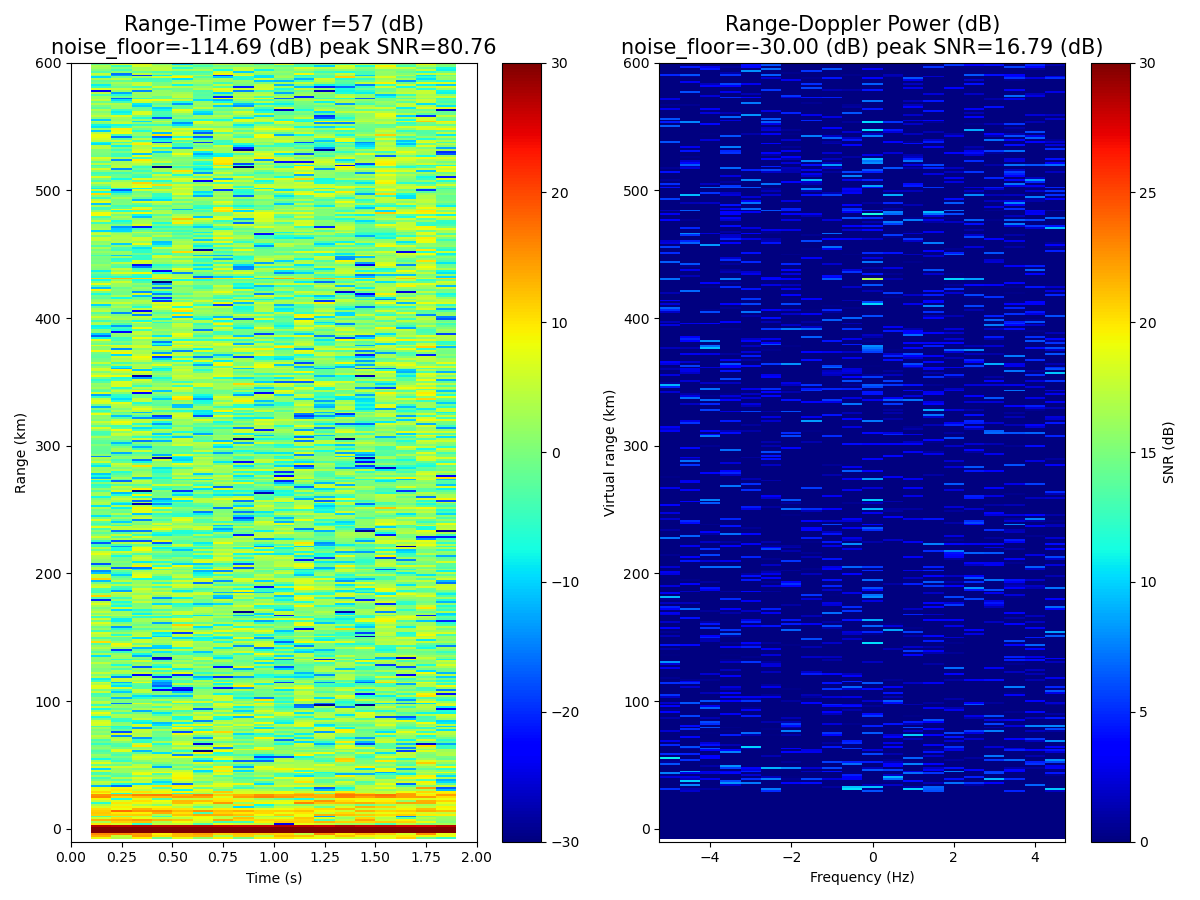 Range-Time Power f=57 (dB)
noise_floor=-114.69 (dB) peak SNR=80.76
600
500
400
300
200
100
0
Range (km)
0.00 0.25 0.50 0.75 1.00 1.25 1.50 1.75 2.00
Time (s)
30
20
10
0
−10
−20
−30
Range-Doppler Power (dB)
noise_floor=-30.00 (dB) peak SNR=16.79 (dB)
600
500
400
300
200
100
0
Virtual range (km)
−4 −2 0 2 4
Frequency (Hz)
30
25
20
15
10
5
0
SNR (dB)